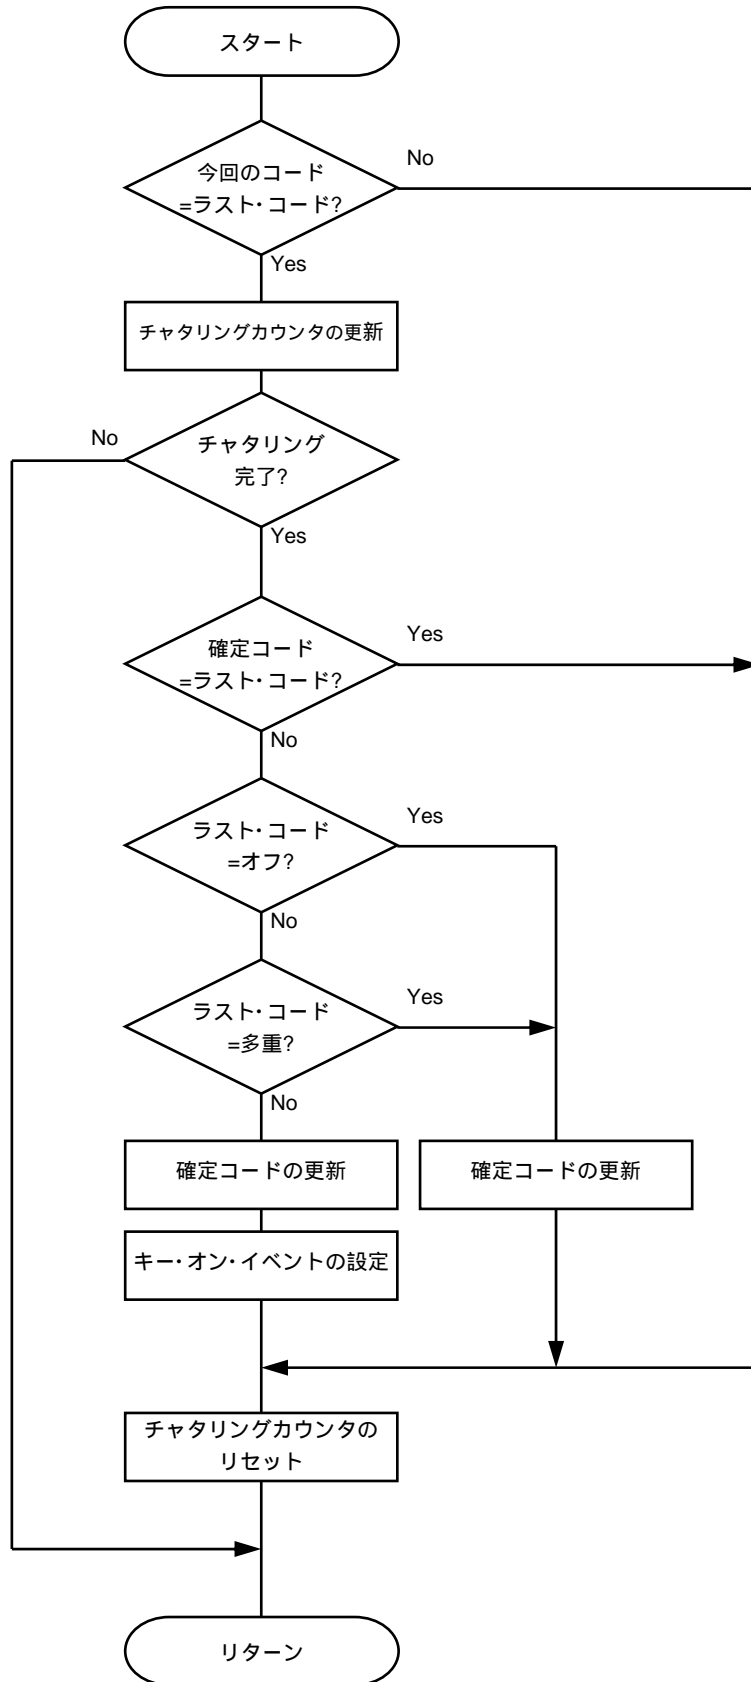 スタート
今回のコード
=ラスト・コード?
No
Yes
チャタリングカウンタの更新
No
チャタリング
完了?
Yes
確定コード
=ラスト・コード?
Yes
No
ラスト・コード
=オフ?
Yes
No
ラスト・コード
=多重?
Yes
No
確定コードの更新
確定コードの更新
キー・オン・イベントの設定
チャタリングカウンタの
リセット
リターン